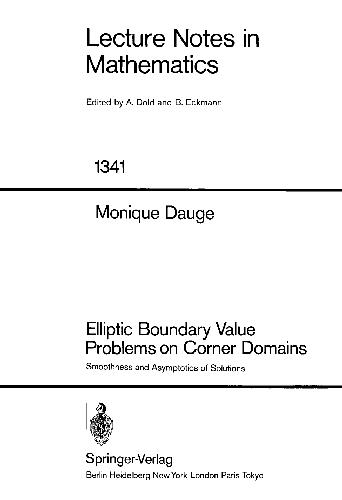 Lecture Notes in
Mathematics
Edited by A. Dold and B. Eckmann
1341
Monique Dauge
Elliptic Boundary Value
Problems on Corner Domains
Smoothness and Asymptotics of Solutions
Springer-Verlag
Berlin Heidelberg New York London Paris Tokyo